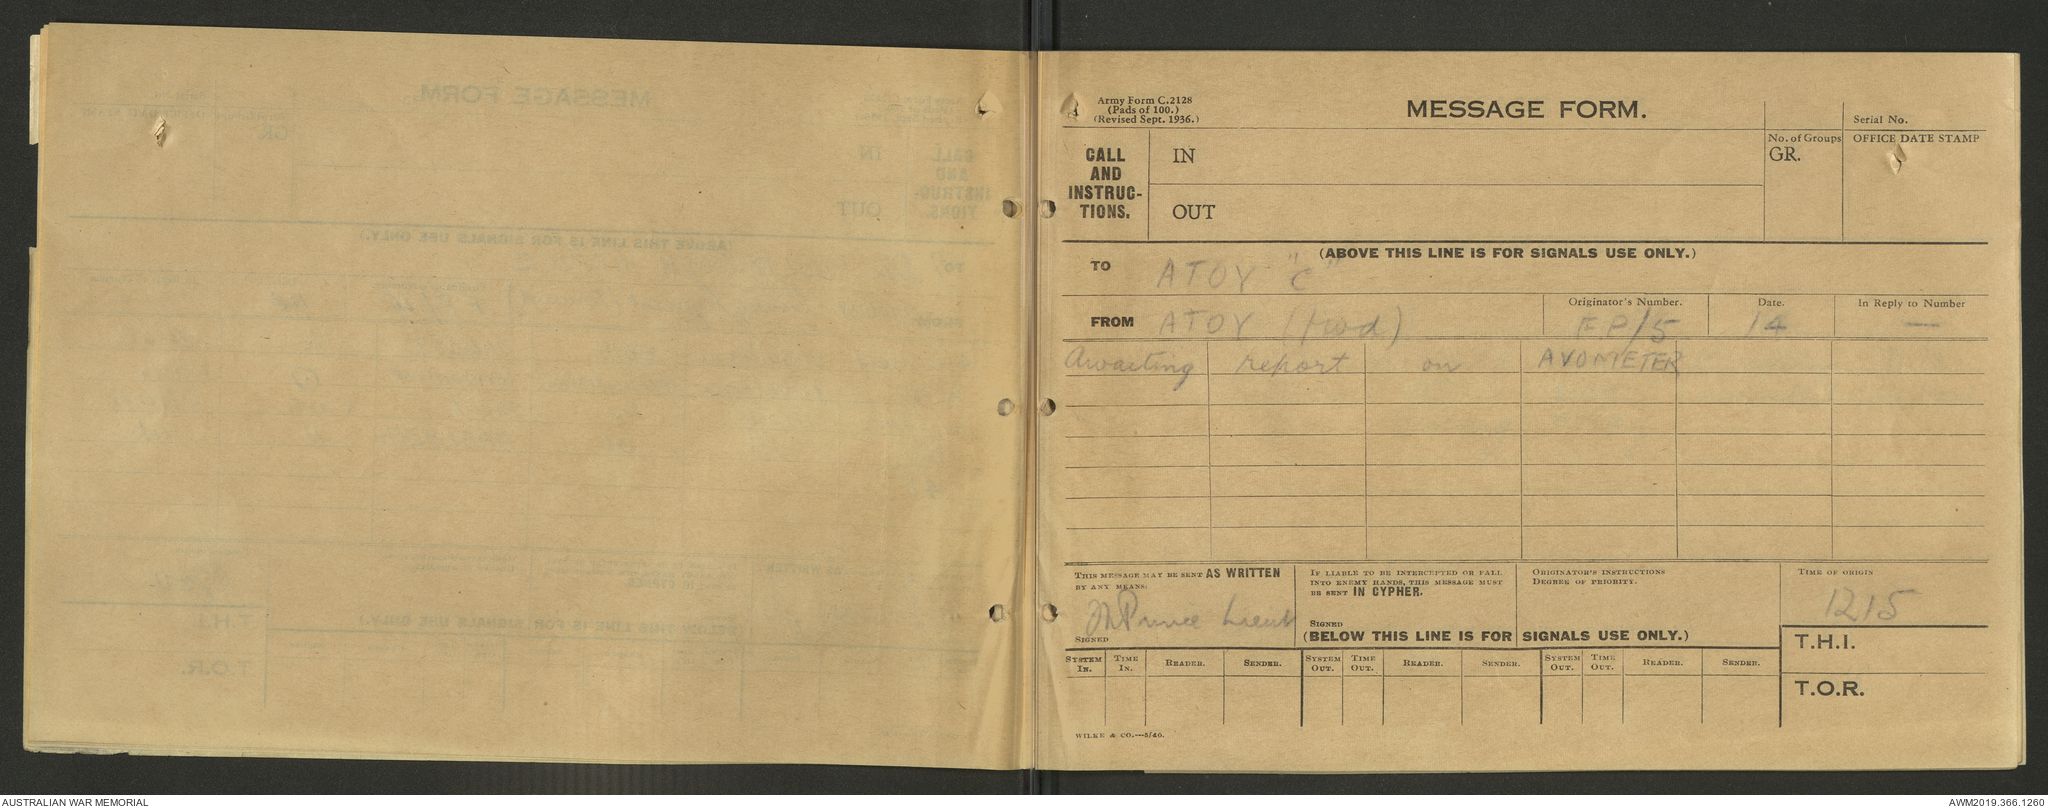 Army Form C.2128
(Pads of 100.)
(Revised Sept. 1936.)
MESSAGE FORM.
Serial No.
CALL
AND
INSTRUC-
TIONS.
IN
OUT
No. of Groups
GR.
OFFICE DATE STAMP
(ABOVE THIS LINE IS FOR SIGNALS USE ONLY.)
TO ATOY "C"
FROM ATOY (fwd)
Originator's Number. FP/5
Date. 14
In Reply to Number —
Awaiting report on AVOMETER
THIS MESSAGE MAY BE SENT AS WRITTEN
BY ANY MEANS:
Prince Lieut
SIGNED
IF LIABLE TO BE INTERCEPTED OR FALL
INTO ENEMY HANDS, THIS MESSAGE MUST
BE SENT IN CYPHER.
SIGNED
ORIGINATOR'S INSTRUCTIONS
DEGREE OF PRIORITY.
TIME OF ORIGIN
1215
(BELOW THIS LINE IS FOR SIGNALS USE ONLY.)
T.H.I.
T.O.R.
SYSTEM IN. TIME IN. READER. SENDER. SYSTEM OUT. TIME OUT. READER. SENDER. SYSTEM OUT. TIME OUT. READER. SENDER.
WILKE & CO.—5/40.
AUSTRALIAN WAR MEMORIAL
AWM2019.366.1260